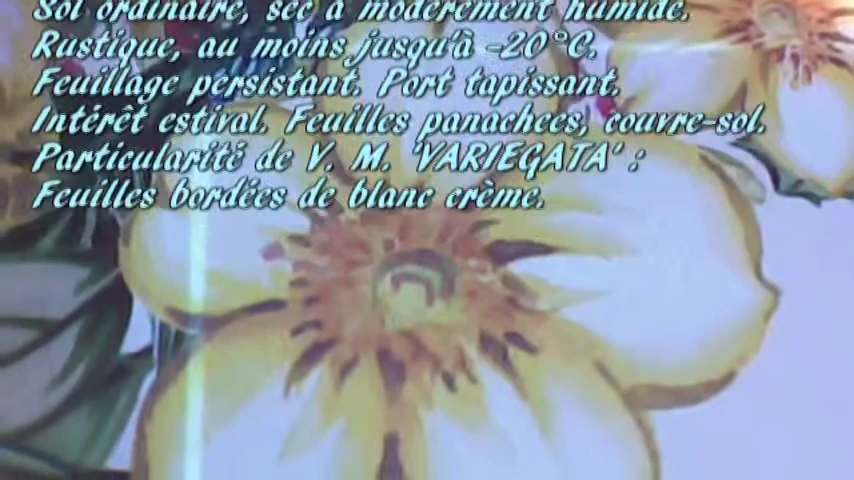 Sol ordinaire, sec à modérément humide.
Rustique, au moins jusqu'à -20°C.
Feuillage persistant. Port tapissant.
Intérêt estival. Feuilles panachees, couvre-sol.
Particularité de V. M. 'VARIEGATA' :
Feuilles bordées de blanc crème.